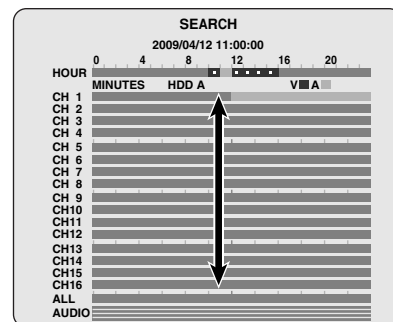 SEARCH
2009/04/12 11:00:00
0 4 8 12 16 20
HOUR
MINUTES HDD A V A
CH 1
CH 2
CH 3
CH 4
CH 5
CH 6
CH 7
CH 8
CH 9
CH10
CH11
CH12
CH13
CH14
CH15
CH16
ALL
AUDIO